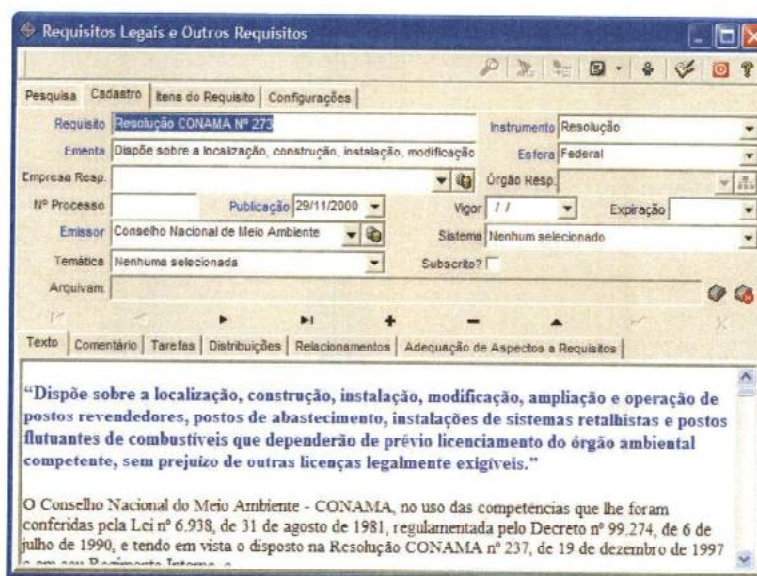 Requisitos Legais e Outros Requisitos
Pesquisa Cadastro Itens do Requisito Configurações
Requisito Resolução CONAMA Nº 273 Instrumento Resolução
Ementa Dispõe sobre a localização, construção, instalação, modificação Esfera Federal
Empresa Resp. Órgão Resp.
Nº Processo Publicação 29/11/2000 Vigor / / Expiração
Emissor Conselho Nacional de Meio Ambiente Sistema Nenhum selecionado
Temática Nenhuma selecionada Subscrito?
Arquivam.
Texto Comentário Tarefas Distribuições Relacionamentos Adequação de Aspectos a Requisitos
“Dispõe sobre a localização, construção, instalação, modificação, ampliação e operação de
postos revendedores, postos de abastecimento, instalações de sistemas retalhistas e postos
flutuantes de combustíveis que dependerão de prévio licenciamento do órgão ambiental
competente, sem prejuízo de outras licenças legalmente exigíveis.”
O Conselho Nacional do Meio Ambiente - CONAMA, no uso das competências que lhe foram
conferidas pela Lei nº 6.938, de 31 de agosto de 1981, regulamentada pelo Decreto nº 99.274, de 6 de
julho de 1990, e tendo em vista o disposto na Resolução CONAMA nº 237, de 19 de dezembro de 1997
e em seu Regimento Interno, e